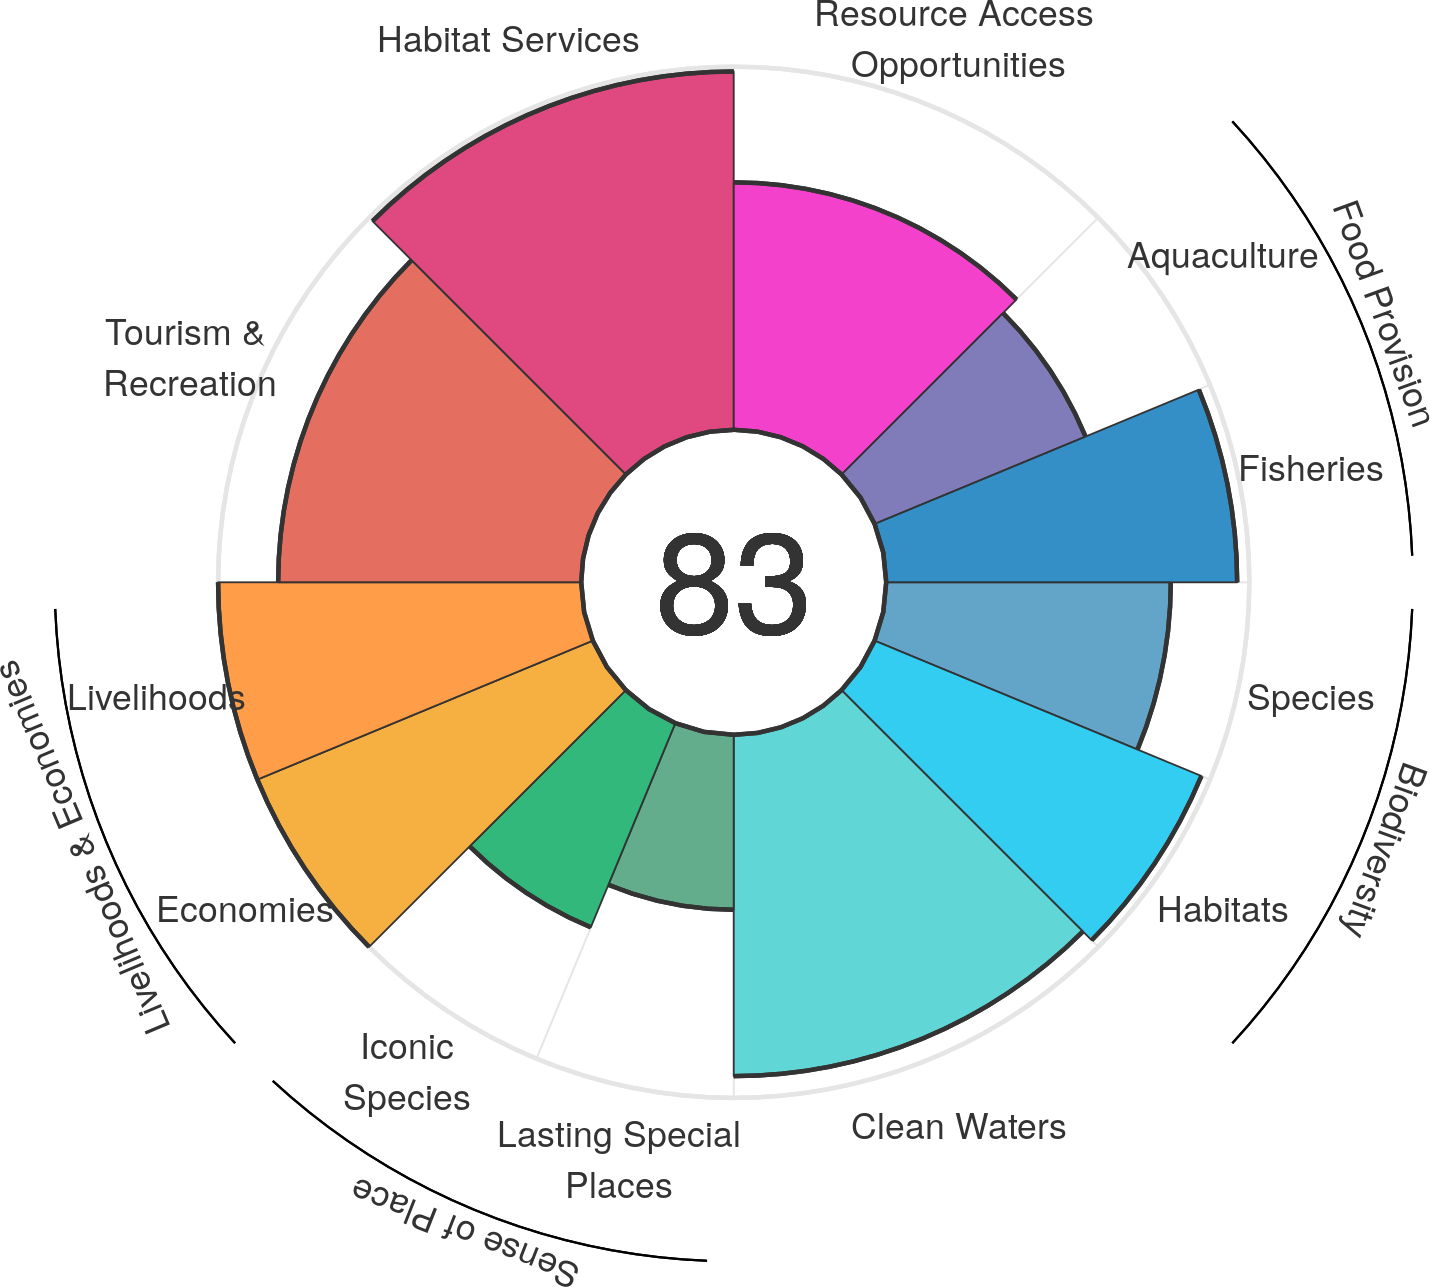 Habitat Services
Resource Access
Opportunities
Aquaculture
Food Provision
Fisheries
Tourism &
Recreation
83
Livelihoods
Species
Biodiversity
Livelihoods & Economies
Economies
Habitats
Iconic
Species
Lasting Special
Places
Clean Waters
Sense of Place